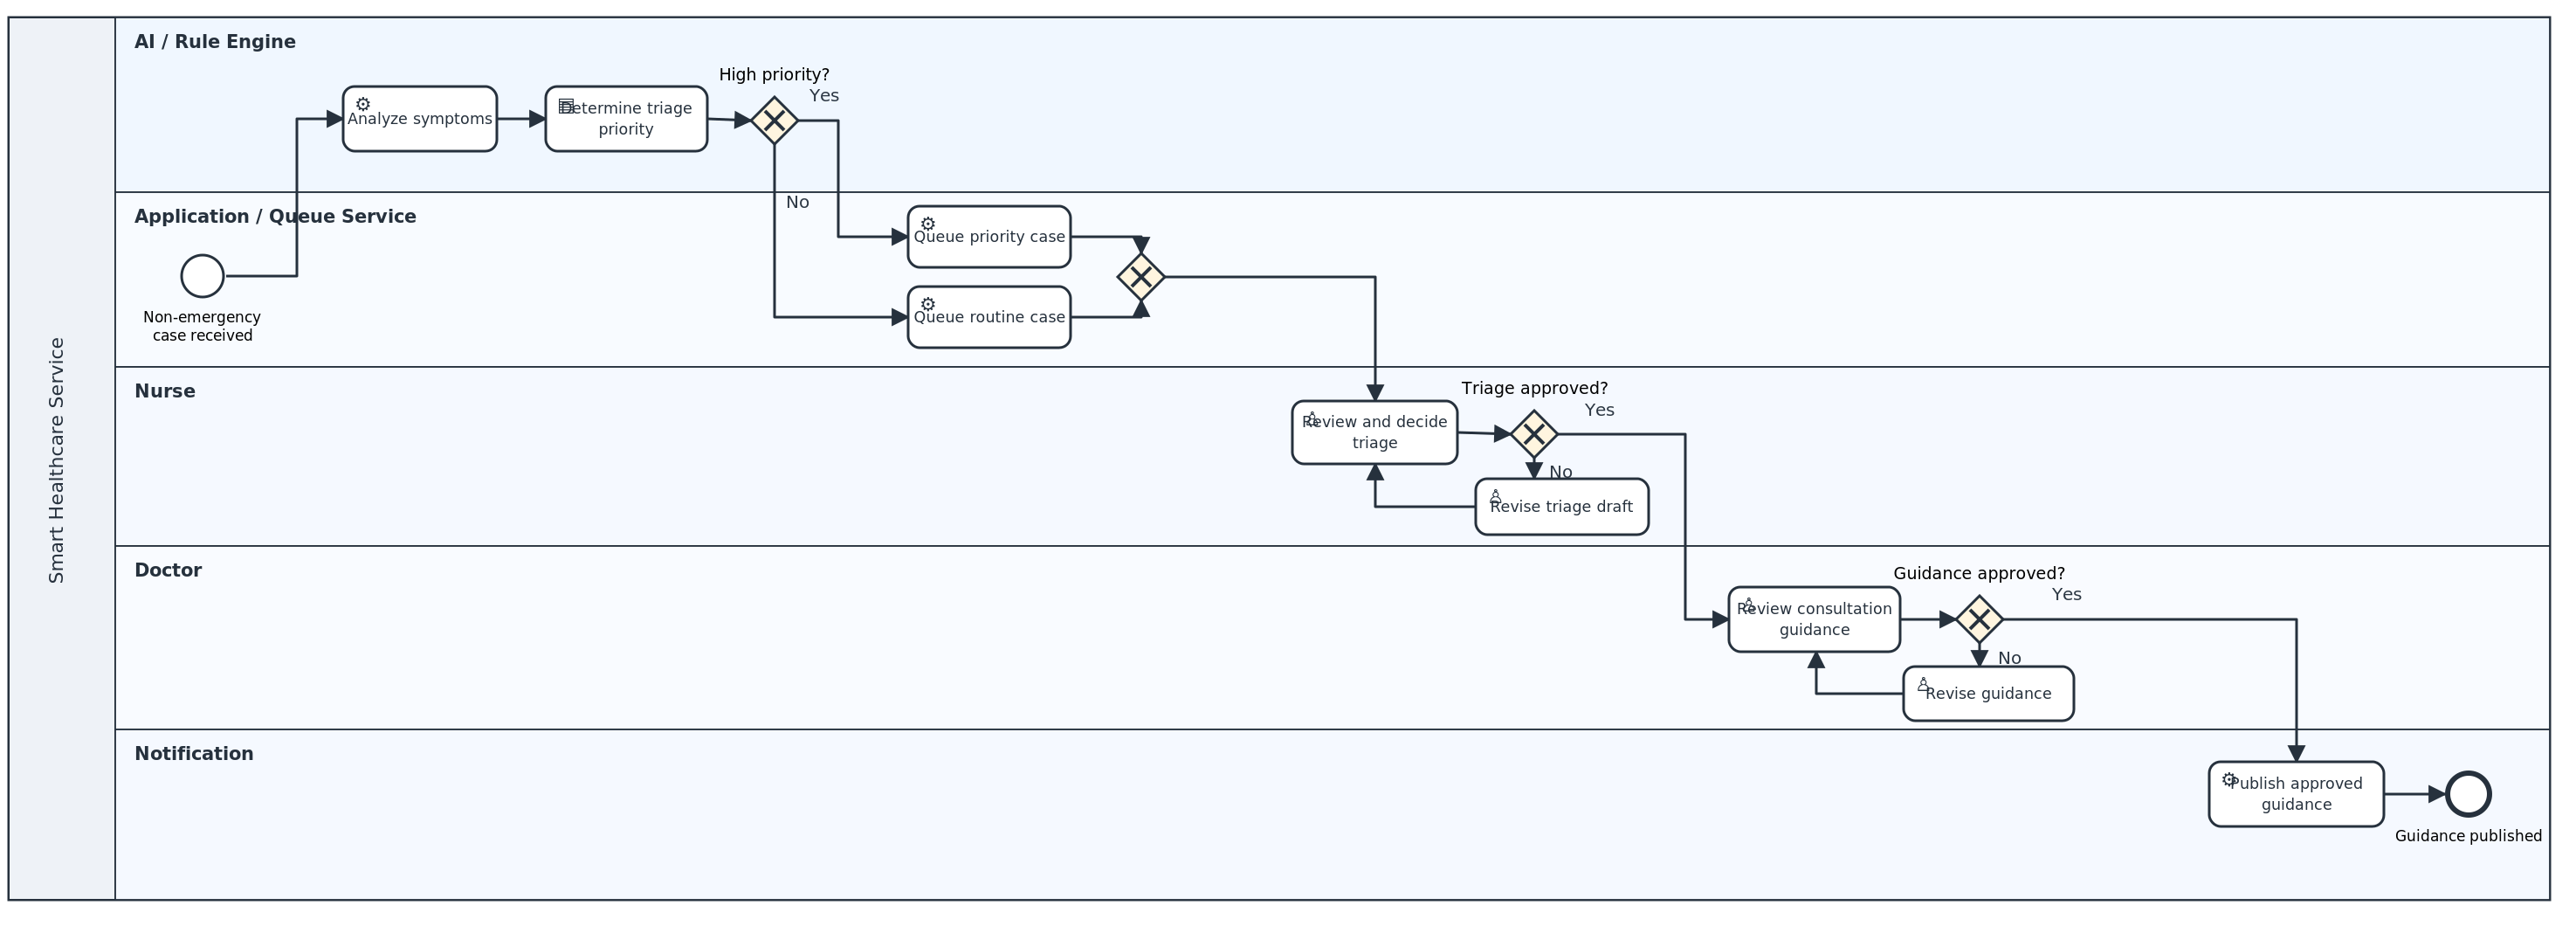 Smart Healthcare Service
AI / Rule Engine
High priority?
Yes
Analyze symptoms
Determine triage
priority
No
Application / Queue Service
Queue priority case
Queue routine case
Non-emergency
case received
Nurse
Triage approved?
Yes
Review and decide
triage
No
Revise triage draft
Doctor
Guidance approved?
Yes
Review consultation
guidance
No
Revise guidance
Notification
Publish approved
guidance
Guidance published